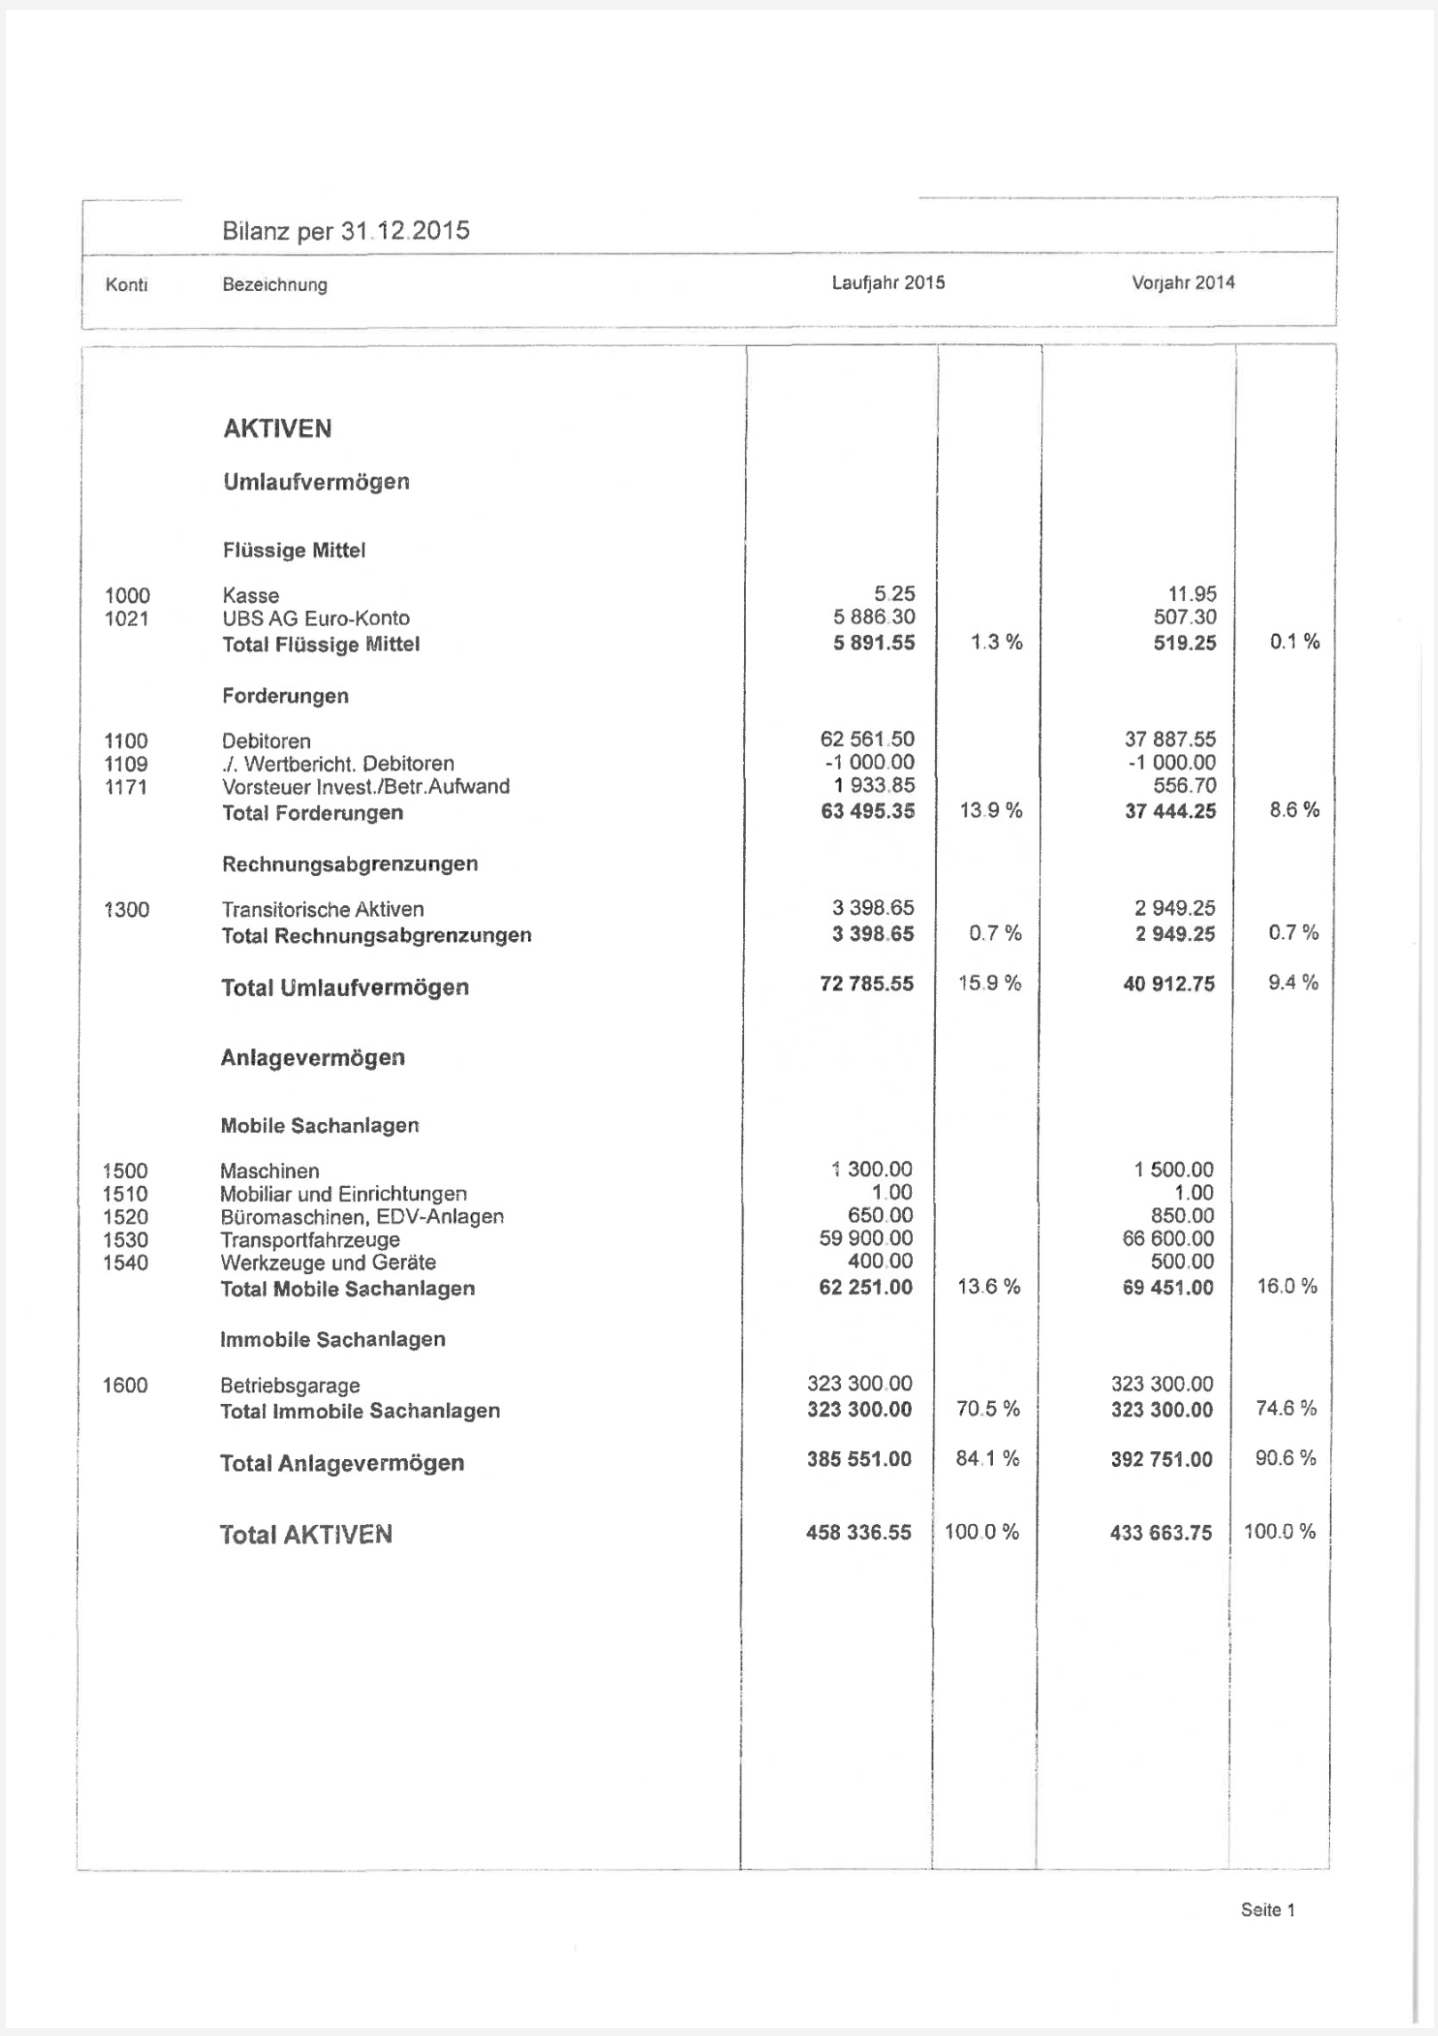 Bilanz per 31.12.2015
Konti Bezeichnung Laufjahr 2015 Vorjahr 2014
AKTIVEN
Umlaufvermögen
Flüssige Mittel
1000 Kasse 5.25 11.95
1021 UBS AG Euro-Konto 5 886.30 507.30
Total Flüssige Mittel 5 891.55 1.3 % 519.25 0.1 %
Forderungen
1100 Debitoren 62 561.50 37 887.55
1109 ./. Wertbericht. Debitoren -1 000.00 -1 000.00
1171 Vorsteuer Invest./Betr.Aufwand 1 933.85 556.70
Total Forderungen 63 495.35 13.9 % 37 444.25 8.6 %
Rechnungsabgrenzungen
1300 Transitorische Aktiven 3 398.65 2 949.25
Total Rechnungsabgrenzungen 3 398.65 0.7 % 2 949.25 0.7 %
Total Umlaufvermögen 72 785.55 15.9 % 40 912.75 9.4 %
Anlagevermögen
Mobile Sachanlagen
1500 Maschinen 1 300.00 1 500.00
1510 Mobiliar und Einrichtungen 1.00 1.00
1520 Büromaschinen, EDV-Anlagen 650.00 850.00
1530 Transportfahrzeuge 59 900.00 66 600.00
1540 Werkzeuge und Geräte 400.00 500.00
Total Mobile Sachanlagen 62 251.00 13.6 % 69 451.00 16.0 %
Immobile Sachanlagen
1600 Betriebsgarage 323 300.00 323 300.00
Total Immobile Sachanlagen 323 300.00 70.5 % 323 300.00 74.6 %
Total Anlagevermögen 385 551.00 84.1 % 392 751.00 90.6 %
Total AKTIVEN 458 336.55 100.0 % 433 663.75 100.0 %
Seite 1